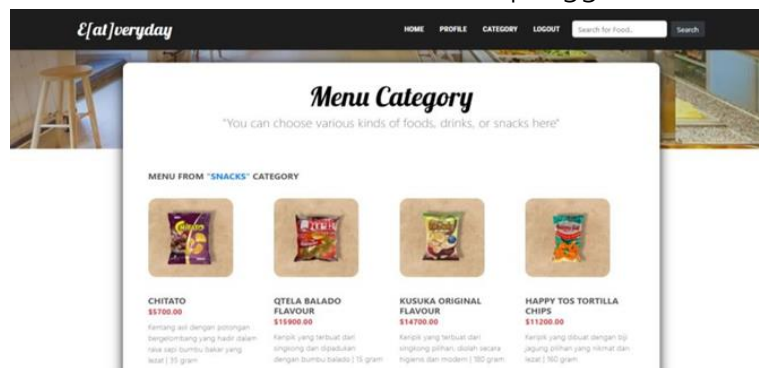 E[at]veryday
HOME PROFILE CATEGORY LOGOUT Search for Food.. Search
Menu Category
"You can choose various kinds of foods, drinks, or snacks here"
MENU FROM "SNACKS" CATEGORY
CHITATO
$5700.00
Kentang asli dengan potongan
bergelombang yang hadir dalam
rasa sapi bumbu bakar yang
lezat | 35 gram
QTELA BALADO
FLAVOUR
$15900.00
Keripik yang terbuat dari
singkong dan dipadukan
dengan bumbu balado | 15 gram
KUSUKA ORIGINAL
FLAVOUR
$14700.00
Keripik yang terbuat dari
singkong pilihan, diolah secara
higienis dan modern | 180 gram
HAPPY TOS TORTILLA
CHIPS
$11200.00
Keripik yang dibuat dengan biji
jagung pilihan yang nikmat dan
lezat | 160 gram